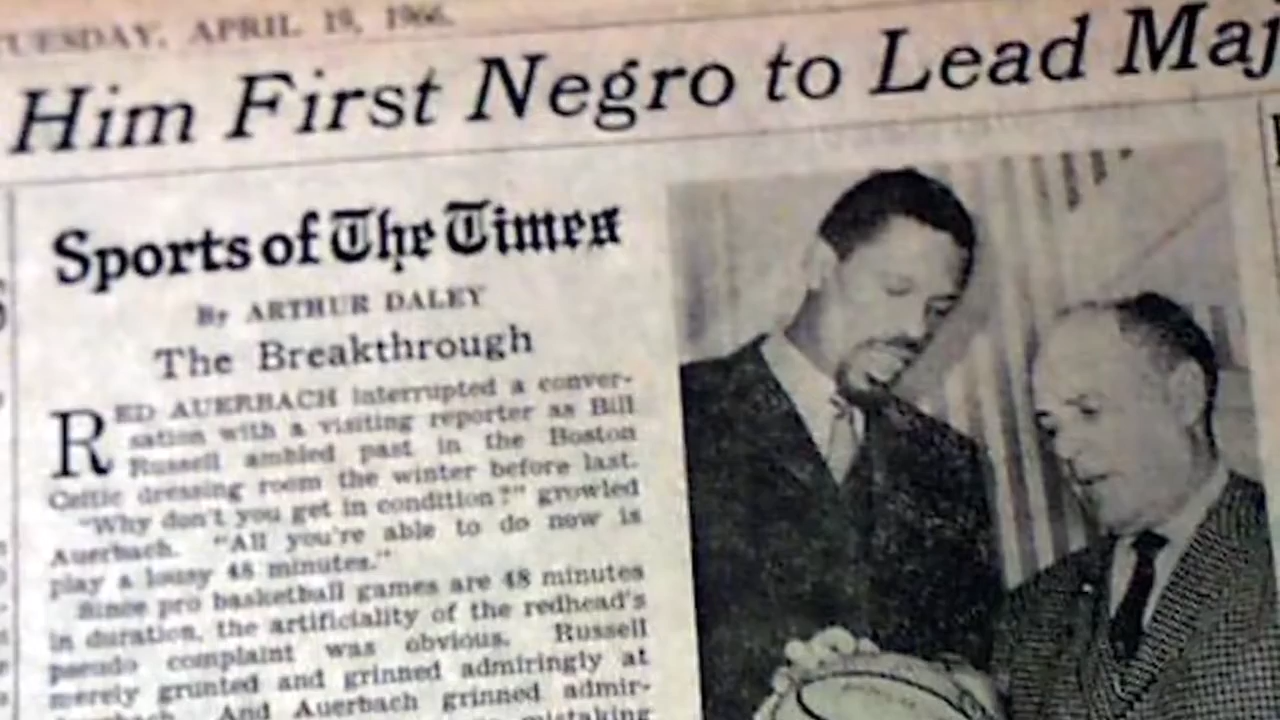 TUESDAY, APRIL 19, 1966.
Him First Negro to Lead Maj
Sports of The Times
By ARTHUR DALEY
The Breakthrough
RED AUERBACH interrupted a conver-
sation with a visiting reporter as Bill
Russell ambled past in the Boston
Celtic dressing room the winter before last.
"Why don't you get in condition?" growled
Auerbach. "All you're able to do now is
play a lousy 48 minutes."
Since pro basketball games are 48 minutes
in duration, the artificiality of the redhead's
pseudo complaint was obvious. Russell
merely grunted and grinned admiringly at
Auerbach. And Auerbach grinned admir-
mistaking